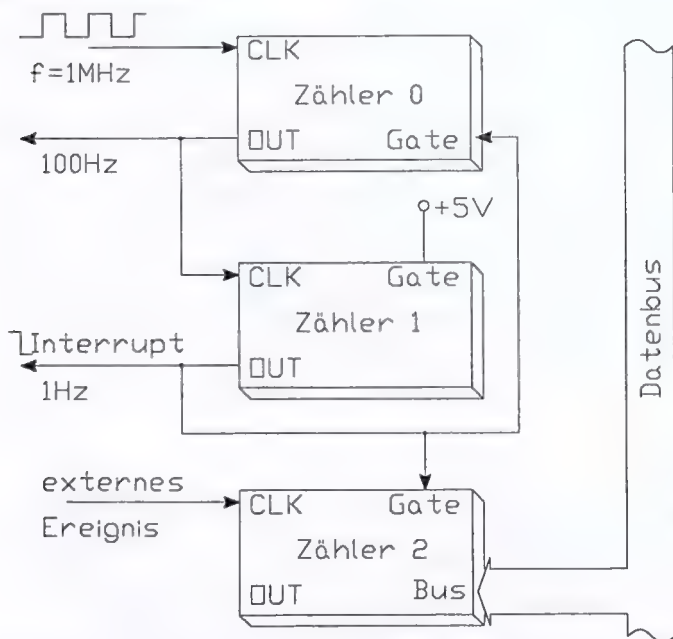 f=1MHz
CLK
Zähler 0
OUT
Gate
100Hz
+5V
CLK
Gate
Zähler 1
OUT
Interrupt
1Hz
Datenbus
externes
Ereignis
CLK
Gate
Zähler 2
OUT
Bus